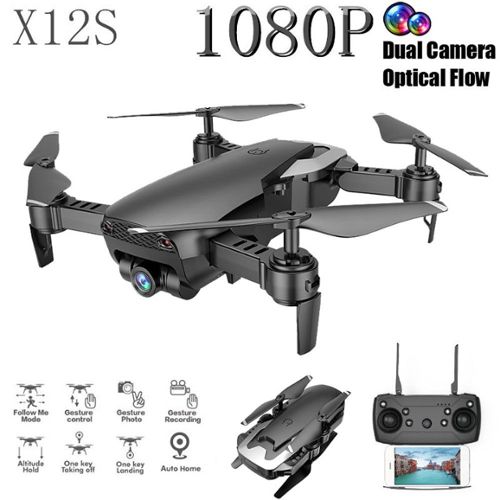 X12S
1080P
Dual Camera
Optical Flow
Follow Me
Mode
Gesture
control
Gesture
Photo
Gesture
Recording
Altitude
Hold
One key
Taking off
One key
Landing
Auto Home